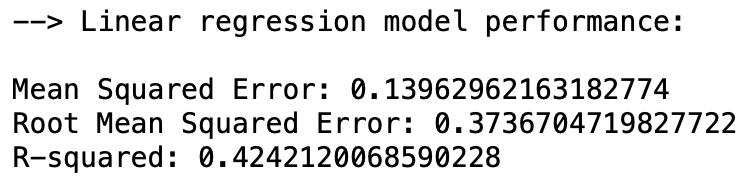 --> Linear regression model performance:
Mean Squared Error: 0.13962962163182774
Root Mean Squared Error: 0.3736704719827722
R-squared: 0.4242120068590228